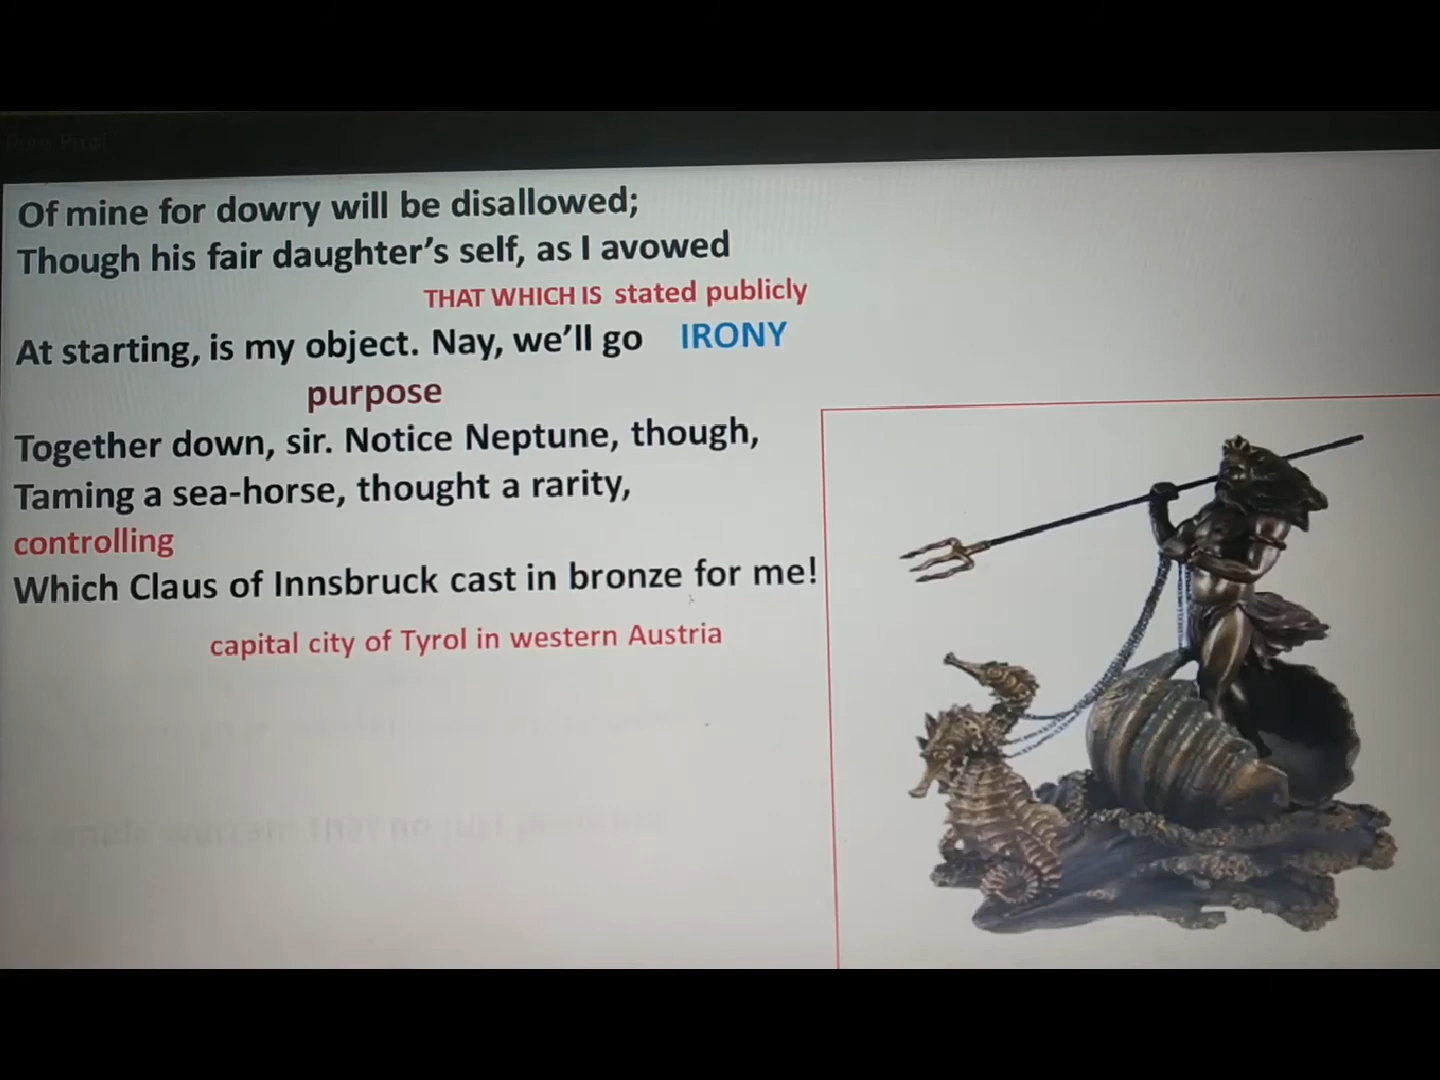 Of mine for dowry will be disallowed;
Though his fair daughter's self, as I avowed
THAT WHICH IS stated publicly
At starting, is my object. Nay, we'll go IRONY
purpose
Together down, sir. Notice Neptune, though,
Taming a sea-horse, thought a rarity,
controlling
Which Claus of Innsbruck cast in bronze for me!
capital city of Tyrol in western Austria